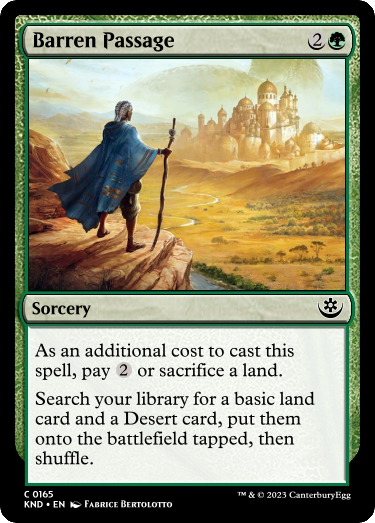 Barren Passage 2
Sorcery
As an additional cost to cast this
spell, pay 2 or sacrifice a land.
Search your library for a basic land
card and a Desert card, put them
onto the battlefield tapped, then
shuffle.
C 0165
KND • EN Fabrice Bertolotto
™ & © 2023 CanterburyEgg